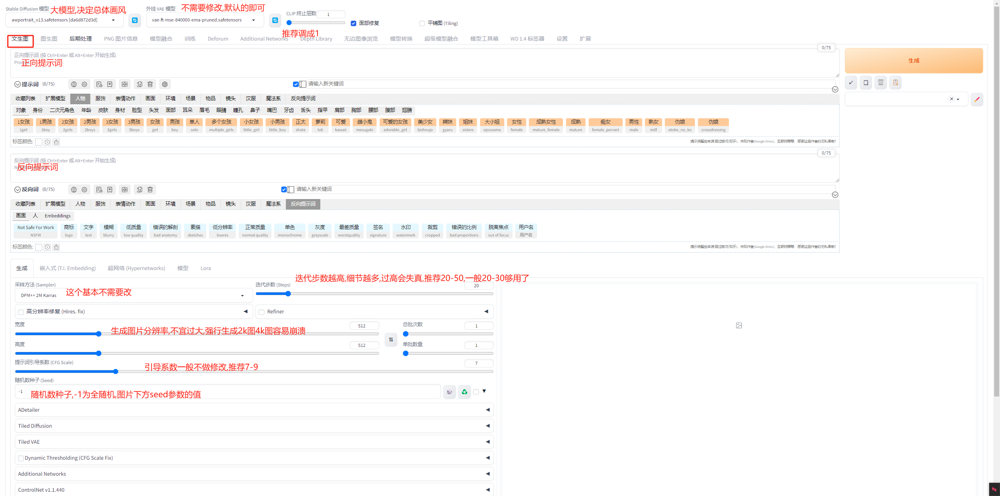 Stable Diffusion 模型 大模型,决定总体画风 外挂 VAE 模型 不需要修改,默认的即可
CLIP 终止层数 1
awportrait_v13.safetensors [da6d872d3d] vae-ft-mse-840000-ema-pruned.safetensors 面部修复 平铺图 (Tiling)
推荐调成1
文生图 图生图 后期处理 PNG 图片信息 模型融合 训练 Deforum Additional Networks Depth Library 无边图像浏览 模型转换 超级模型融合 模型工具箱 WD 1.4 标签器 设置 扩展
0/75
正向提示词 (按 Ctrl+Enter 或 Alt+Enter 开始生成)
正向提示词
生成
提示词 (0/75) 请输入新关键词
收藏列表 扩展模型 人物 服饰 表情动作 画面 环境 场景 物品 镜头 汉服 魔法系 反向提示词
对象 身份 二次元角色 年龄 皮肤 身材 脸型 头发 面部 耳朵 眉毛 眼睛 瞳孔 鼻子 嘴巴 牙齿 舌头 指甲 肩部 胸部 腰部 腹部 翅膀
1女孩 1男孩 2女孩 2男孩 3女孩 3男孩 女孩 男孩 单人 多个女孩 小女孩 小男孩 正太 萝莉 可爱 雌小鬼 可爱的女孩 美少女 辣妹 姐妹 大小姐 女性 成熟女性 成熟 痴女 男性 熟女 伪娘 伪娘
1girl 1boy 2girls 2boys 3girls 3boys girl boy solo multiple_girls little_girl little_boy shota loli kawaii mesugaki adorable_girl bishoujo gyaru sisters ojousama female mature_female mature female_pervert male milf otoko_no_ko crossdressing
标签颜色: 提示词整合来源 路过银河(知乎)、未知作者(Google Drive)、互联网等等，感谢这些作者的无私奉献！
0/75
反向提示词 (按 Ctrl+Enter 或 Alt+Enter 开始生成)
反向提示词
反向词 (0/75) 请输入新关键词
收藏列表 扩展模型 人物 服饰 表情动作 画面 环境 场景 物品 镜头 汉服 魔法系 反向提示词
画面 人 Embeddings
Not Safe For Work 商标 文字 模糊 低质量 错误的解剖 素描 低分辨率 正常质量 单色 灰度 最差质量 签名 水印 裁剪 错误的比例 脱离焦点 用户名
NSFW logo text blurry low quality bad anatomy sketches lowres normal quality monochrome grayscale worstquality signature watermark cropped bad proportions out of focus 用户名
标签颜色: 提示词整合来源 路过银河(知乎)、未知作者(Google Drive)、互联网等等，感谢这些作者的无私奉献！
生成 嵌入式 (T.I. Embedding) 超网络 (Hypernetworks) 模型 Lora
迭代步数越高,细节越多,过高会失真,推荐20-50,一般20-30够用了
采样方法 (Sampler) 迭代步数 (Steps) 20
DPM++ 2M Karras 这个基本不需要改
高分辨率修复 (Hires. fix) Refiner
宽度 512 总批次数 1
生成图片分辨率,不宜过大,强行生成2k图4k图容易崩溃
高度 512 单批数量 1
提示词引导系数 (CFG Scale) 7
引导系数一般不做修改,推荐7-9
随机数种子 (Seed)
-1 随机数种子,-1为全随机,图片下方seed参数的值
ADetailer
Tiled Diffusion
Tiled VAE
Dynamic Thresholding (CFG Scale Fix)
Additional Networks
ControlNet v1.1.440